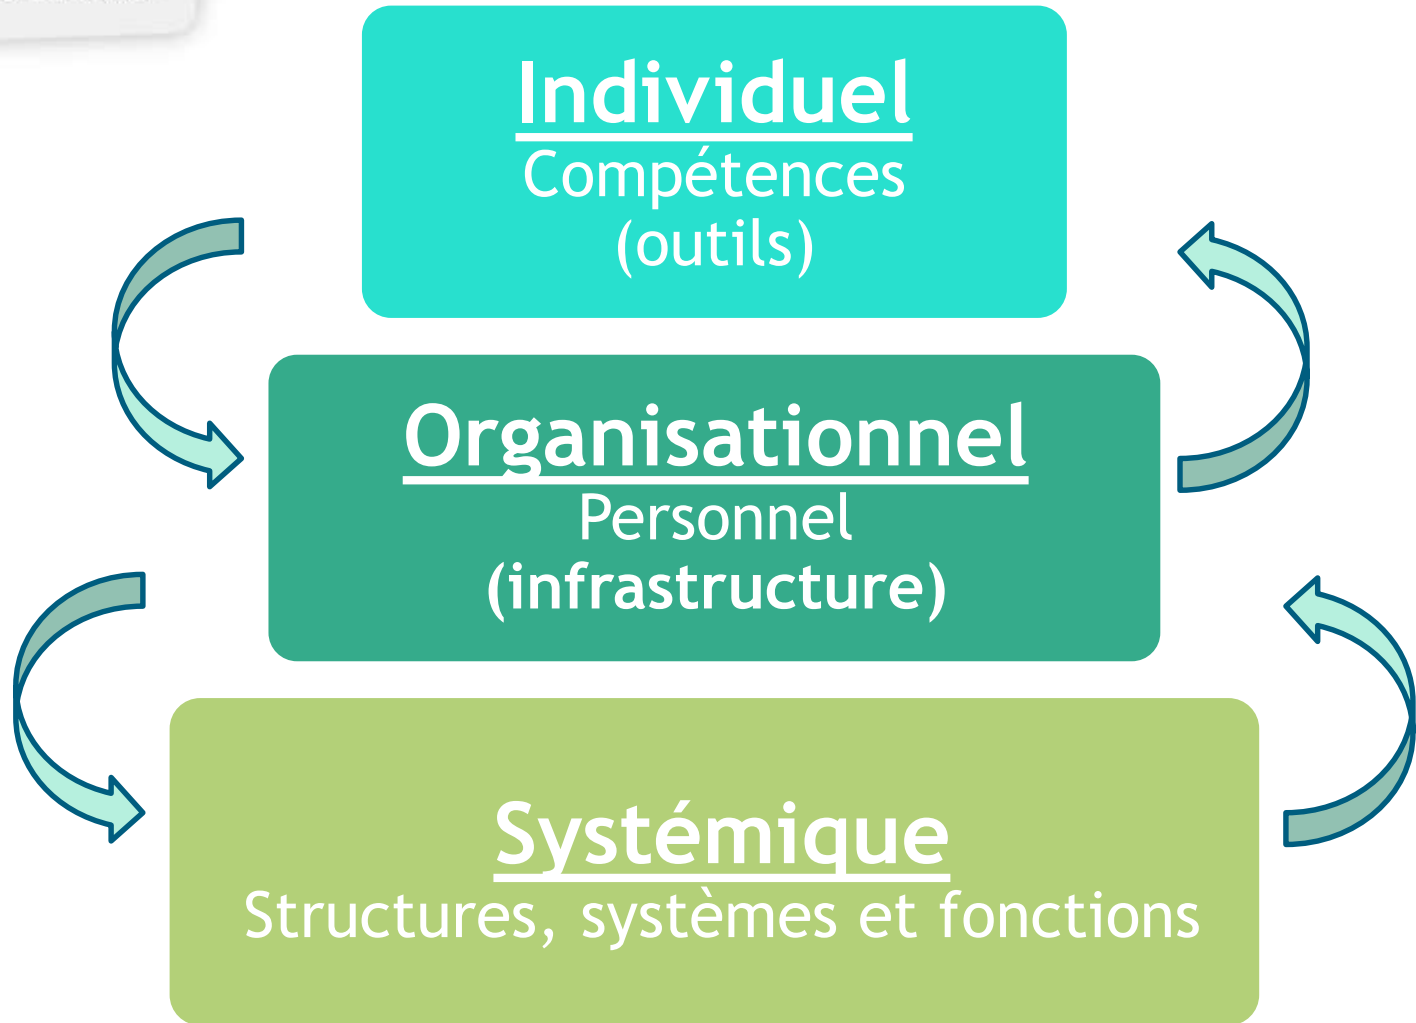 Individuel
Compétences
(outils)
Organisationnel
Personnel
(infrastructure)
Systémique
Structures, systèmes et fonctions